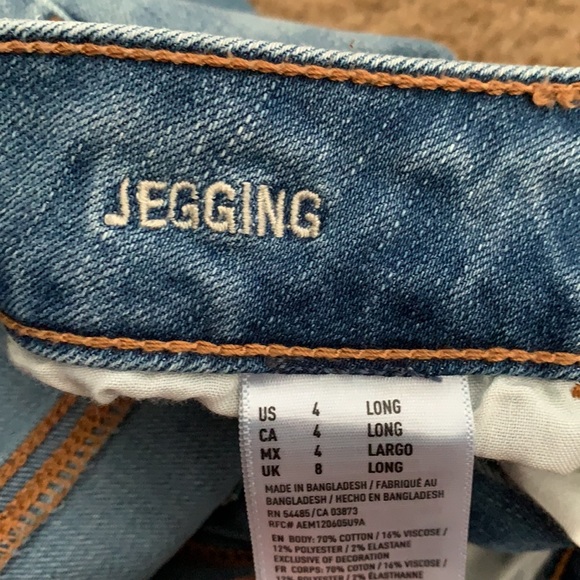 JEGGING
US 4 LONG
CA 4 LONG
MX 4 LARGO
UK 8 LONG
MADE IN BANGLADESH / FABRIQUÉ AU
BANGLADESH / HECHO EN BANGLADESH
RN 54485/CA 03873
RFC# AEM120605U9A
EN BODY: 70% COTTON / 16% VISCOSE /
12% POLYESTER / 2% ELASTANE
EXCLUSIVE OF DECORATION
FR CORPS: 70% COTON / 16% VISCOSE /